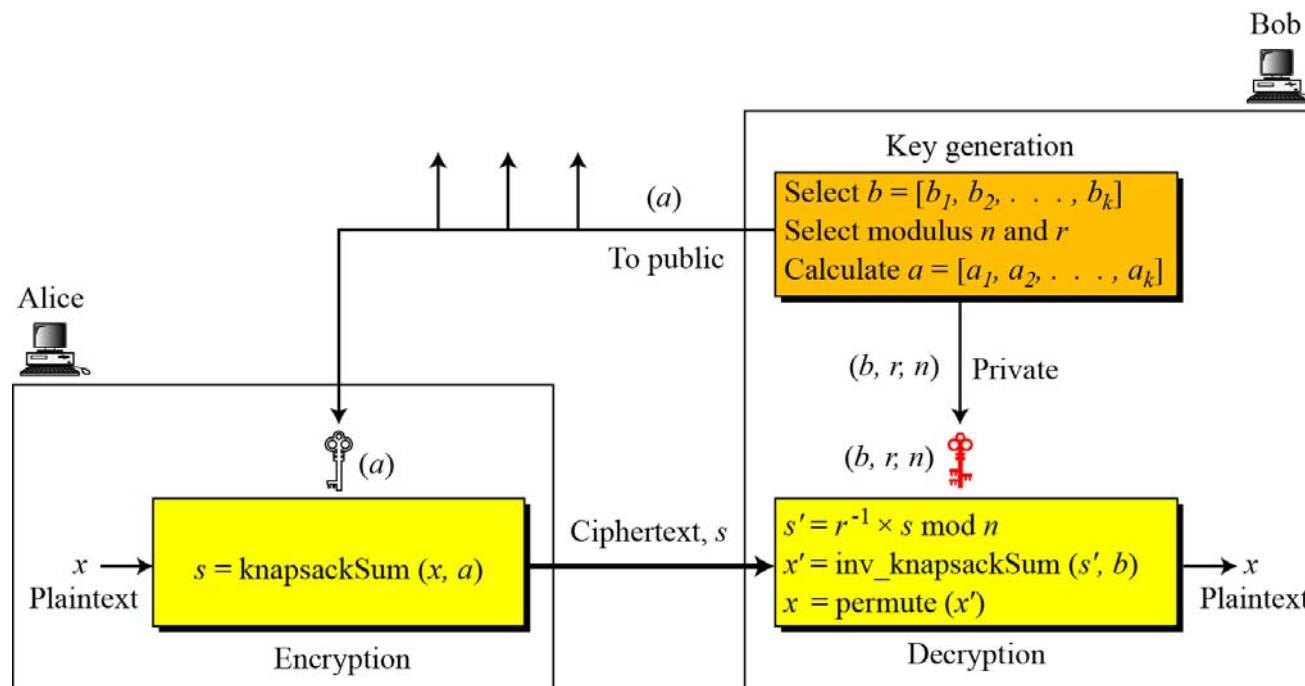 Bob
Key generation
Select b = [b₁, b₂, . . . , bₖ]
Select modulus n and r
Calculate a = [a₁, a₂, . . . , aₖ]
(a)
To public
Alice
(b, r, n) Private
(a)
(b, r, n)
x
Plaintext
s = knapsackSum (x, a)
Encryption
Ciphertext, s
s′ = r⁻¹ × s mod n
x′ = inv_knapsackSum (s′, b)
x = permute (x′)
Decryption
x
Plaintext